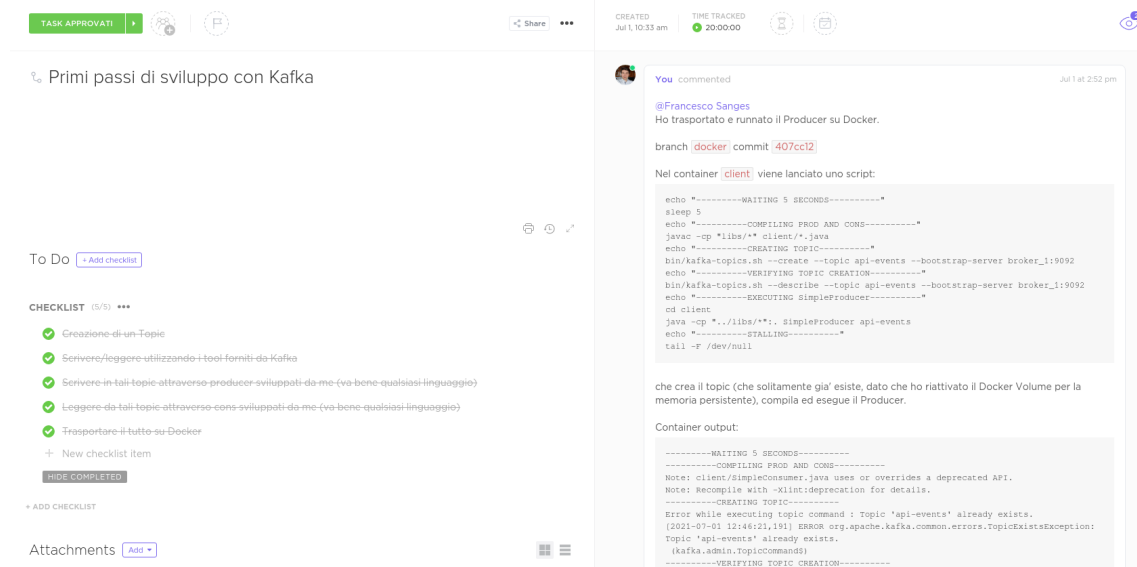 TASK APPROVATI
Share
CREATED
Jul 1, 10:33 am
TIME TRACKED
20:00:00
2
Primi passi di sviluppo con Kafka
To Do
+ Add checklist
CHECKLIST (5/5)
Creazione di un Topic
Scrivere/leggere utilizzando i tool forniti da Kafka
Scrivere in tali topic attraverso producer sviluppati da me (va bene qualsiasi linguaggio)
Leggere da tali topic attraverso cons sviluppati da me (va bene qualsiasi linguaggio)
Trasportare il tutto su Docker
+ New checklist item
HIDE COMPLETED
+ ADD CHECKLIST
Attachments
Add
You commented
Jul 1 at 2:52 pm
@Francesco Sanges
Ho trasportato e runnato il Producer su Docker.
branch docker commit 407cc12
Nel container client viene lanciato uno script:
echo "---------WAITING 5 SECONDS----------"
sleep 5
echo "----------COMPILING PROD AND CONS----------"
javac -cp "libs/*" client/*.java
echo "----------CREATING TOPIC----------"
bin/kafka-topics.sh --create --topic api-events --bootstrap-server broker_1:9092
echo "----------VERIFYING TOPIC CREATION----------"
bin/kafka-topics.sh --describe --topic api-events --bootstrap-server broker_1:9092
echo "----------EXECUTING SimpleProducer----------"
cd client
java -cp "../libs/*":. SimpleProducer api-events
echo "----------STALLING----------"
tail -F /dev/null
che crea il topic (che solitamente gia' esiste, dato che ho riattivato il Docker Volume per la
memoria persistente), compila ed esegue il Producer.
Container output:
---------WAITING 5 SECONDS----------
----------COMPILING PROD AND CONS----------
Note: client/SimpleConsumer.java uses or overrides a deprecated API.
Note: Recompile with -Xlint:deprecation for details.
----------CREATING TOPIC----------
Error while executing topic command : Topic 'api-events' already exists.
[2021-07-01 12:46:21,191] ERROR org.apache.kafka.common.errors.TopicExistsException:
Topic 'api-events' already exists.
(kafka.admin.TopicCommand$)
----------VERIFYING TOPIC CREATION----------